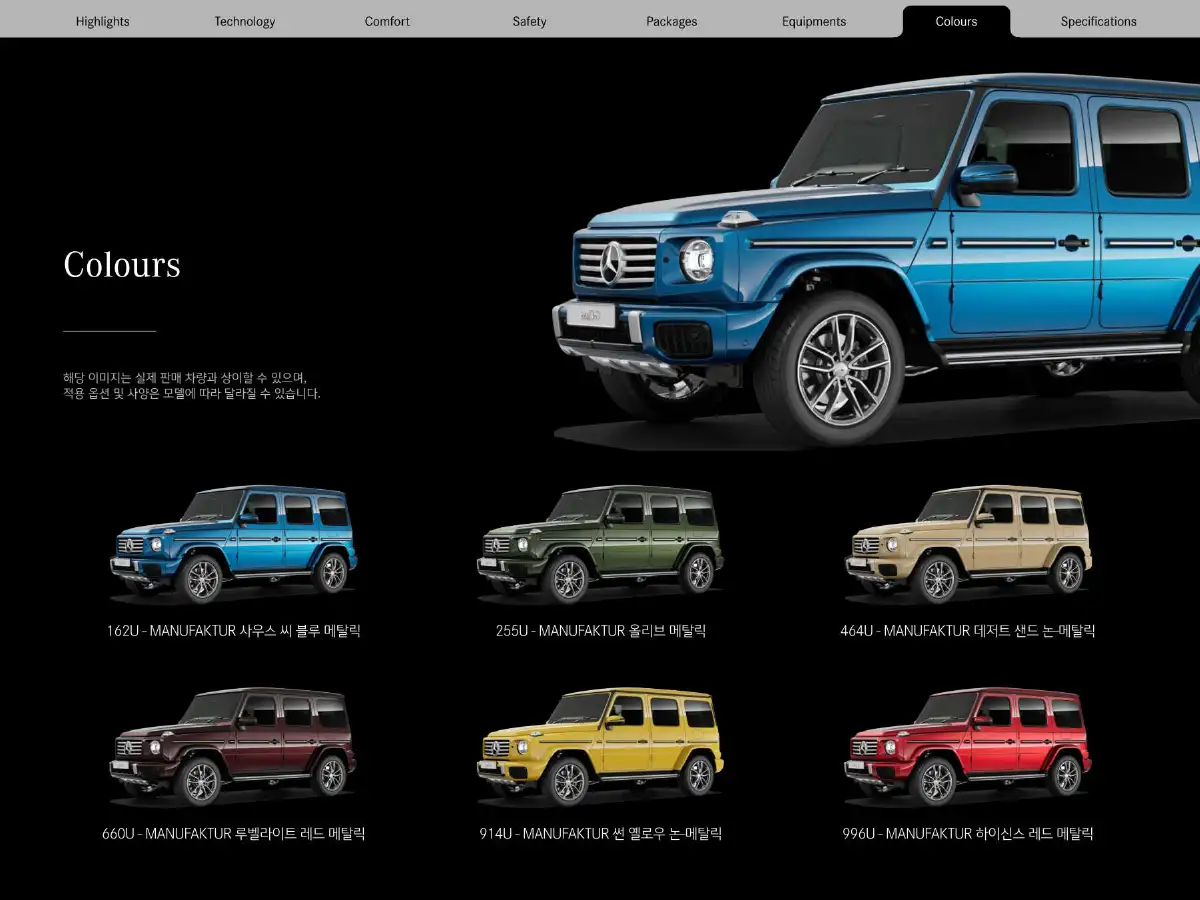 Highlights
Technology
Comfort
Safety
Packages
Equipments
Colours
Specifications
Colours
해당 이미지는 실제 판매 차량과 상이할 수 있으며,
적용 옵션 및 사양은 모델에 따라 달라질 수 있습니다.
162U - MANUFAKTUR 사우스 씨 블루 메탈릭
255U - MANUFAKTUR 올리브 메탈릭
464U - MANUFAKTUR 데저트 샌드 논-메탈릭
660U - MANUFAKTUR 루벨라이트 레드 메탈릭
914U - MANUFAKTUR 썬 옐로우 논-메탈릭
996U - MANUFAKTUR 하이신스 레드 메탈릭